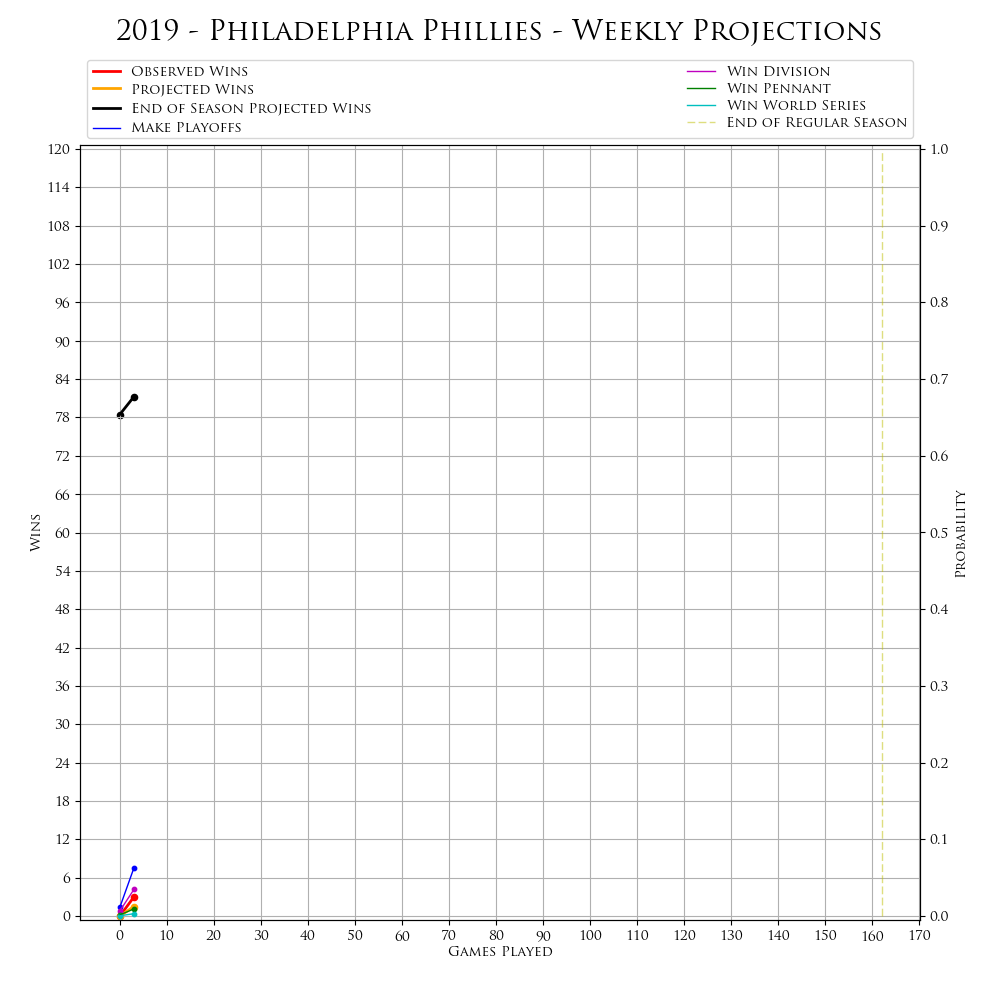 2019 - Philadelphia Phillies - Weekly Projections
Observed Wins
Projected Wins
End of Season Projected Wins
Make Playoffs
Win Division
Win Pennant
Win World Series
End of Regular Season
120
114
108
102
96
90
84
78
72
66
60
54
48
42
36
30
24
18
12
6
0
Wins
1.0
0.9
0.8
0.7
0.6
0.5
0.4
0.3
0.2
0.1
0.0
Probability
0 10 20 30 40 50 60 70 80 90 100 110 120 130 140 150 160 170
Games Played